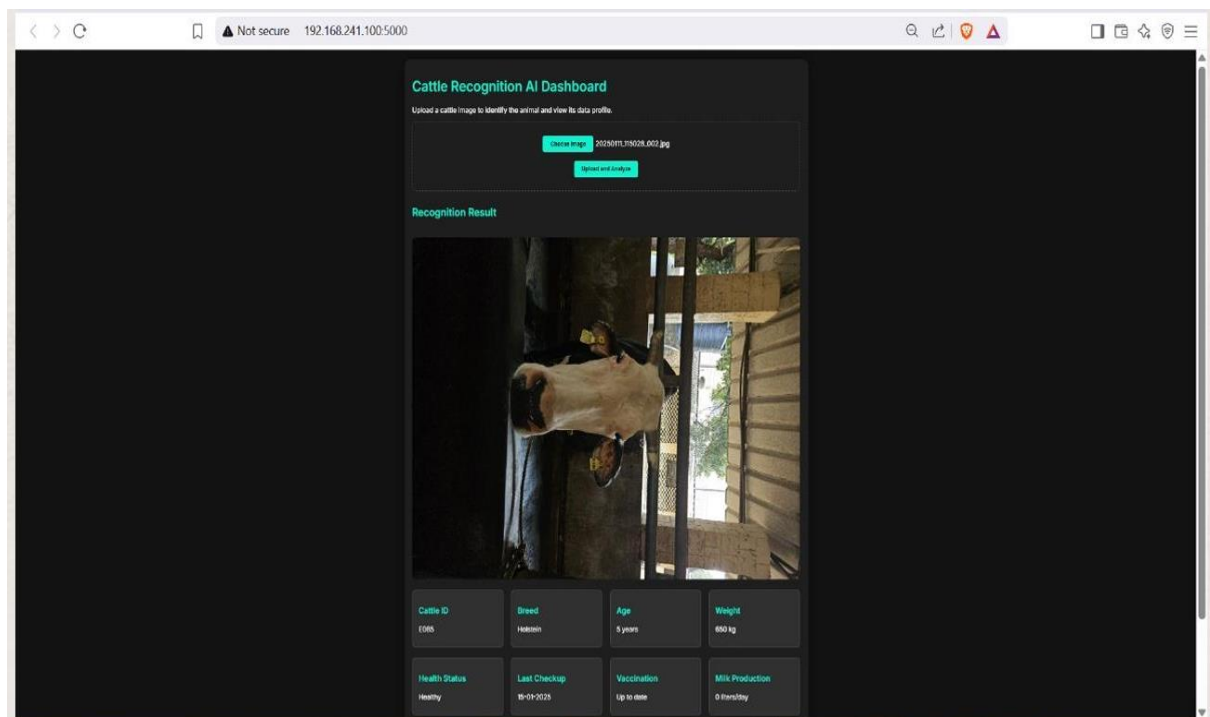 Not secure 192.168.241.100:5000
Cattle Recognition AI Dashboard
Upload a cattle image to identify the animal and view its data profile.
Choose Image 20250111_115028_002.jpg
Upload and Analyze
Recognition Result
Cattle ID Breed Age Weight
Holstein 5 years 650 kg
Health Status Last Checkup Vaccination Milk Production
Healthy 15-01-2025 Up to date 0 liters/day